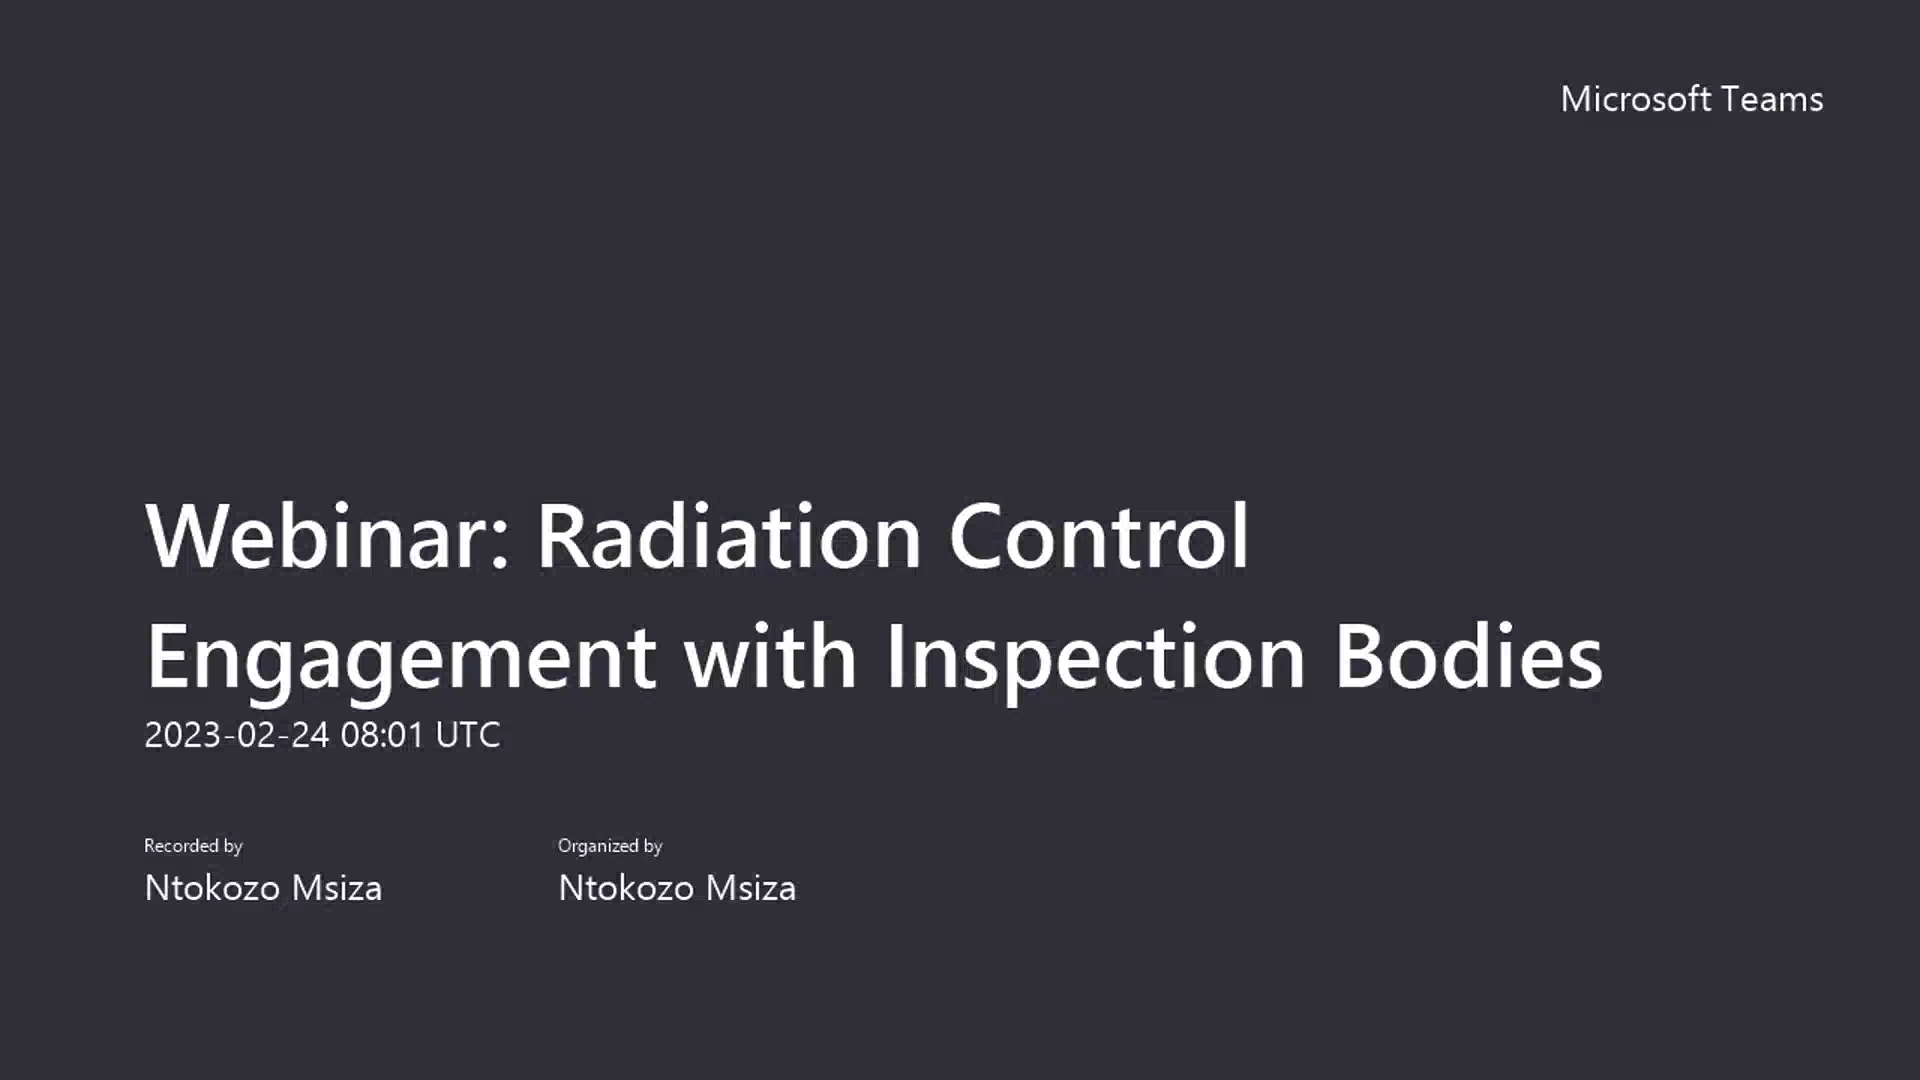 Microsoft Teams
Webinar: Radiation Control
Engagement with Inspection Bodies
2023-02-24 08:01 UTC
Recorded by
Ntokozo Msiza
Organized by
Ntokozo Msiza